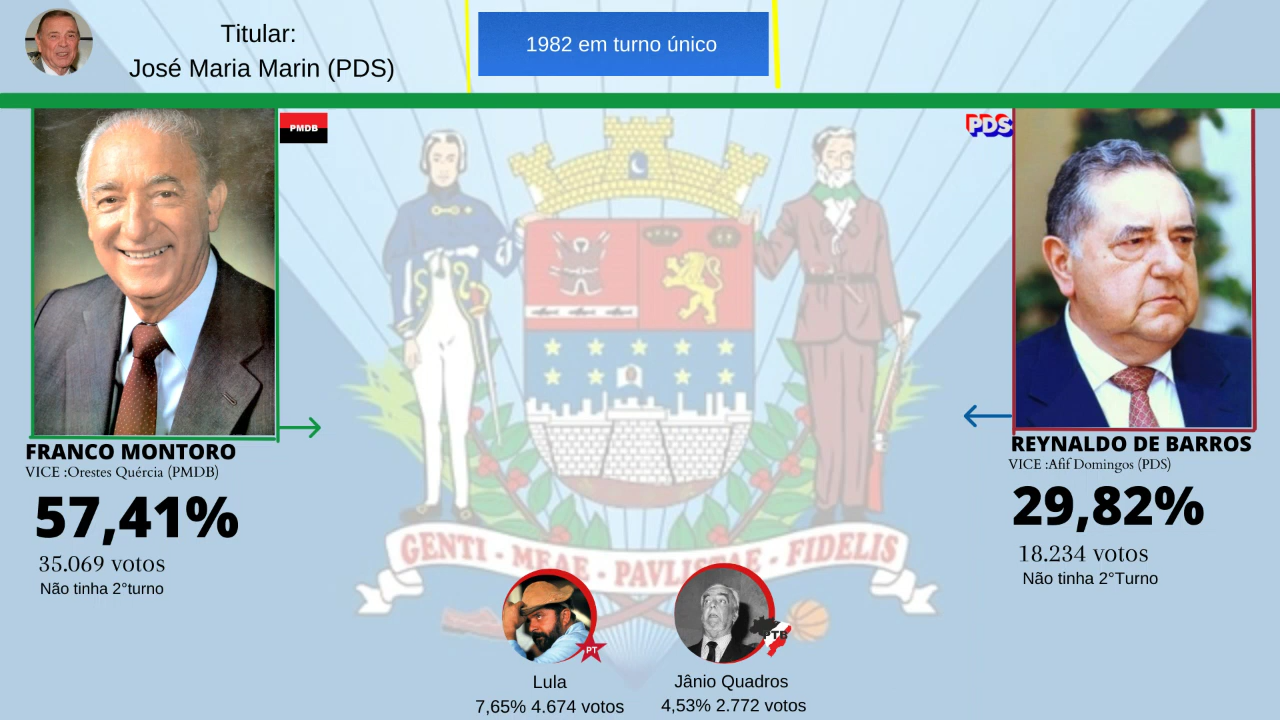 Titular:
José Maria Marin (PDS)
1982 em turno único
PMDB
PDS
FRANCO MONTORO
VICE :Orestes Quércia (PMDB)
57,41%
35.069 votos
Não tinha 2°turno
REYNALDO DE BARROS
VICE :Afif Domingos (PDS)
29,82%
18.234 votos
Não tinha 2°Turno
GENTI - MEAE - PAVLISTAE - FIDELIS
PT
PTB
Lula
7,65% 4.674 votos
Jânio Quadros
4,53% 2.772 votos